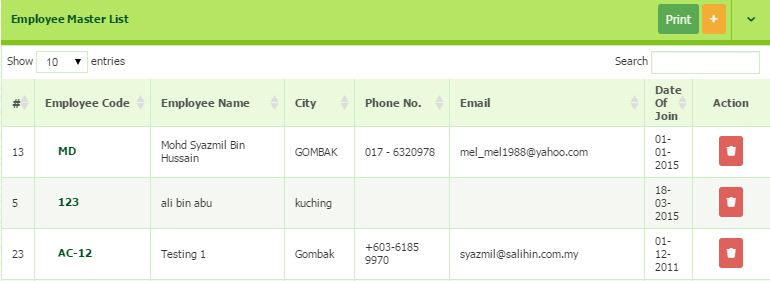 Employee Master List Print +
Show 10 entries Search
# Employee Code Employee Name City Phone No. Email Date Of Join Action
13 MD Mohd Syazmil Bin Hussain GOMBAK 017 - 6320978 mel_mel1988@yahoo.com 01-01-2015
5 123 ali bin abu kuching 18-03-2015
23 AC-12 Testing 1 Gombak +603-6185 9970 syazmil@salihin.com.my 01-12-2011